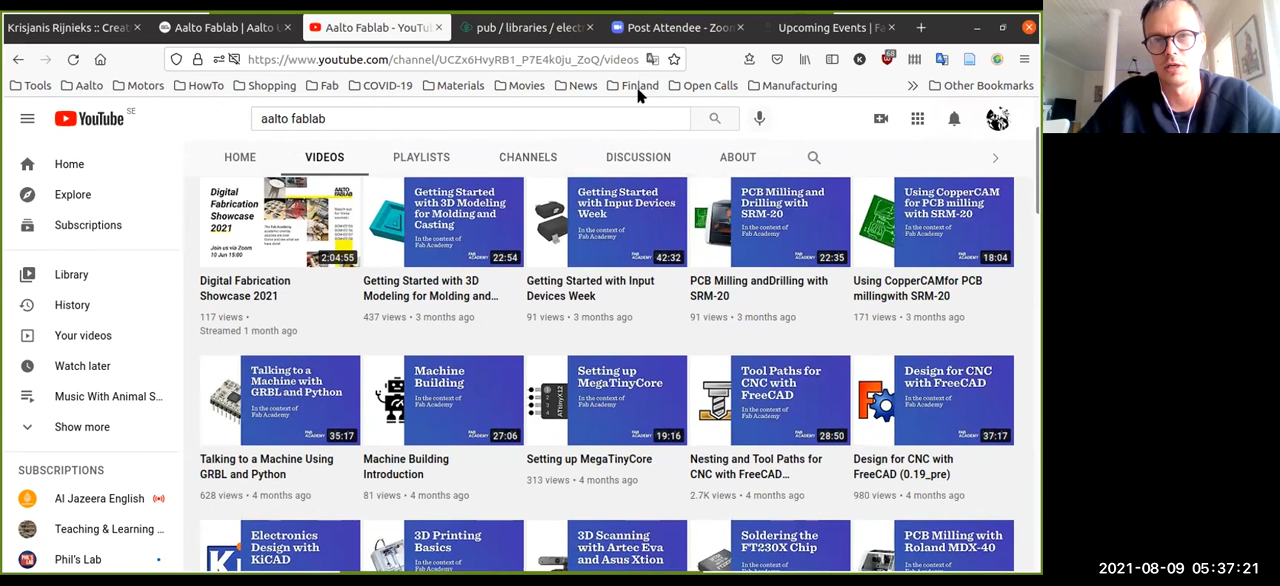 Krisjanis Rijnieks :: Creat
Aalto Fablab | Aalto U
Aalto Fablab - YouTu
pub / libraries / elect
Post Attendee - Zoom
Upcoming Events | Fa
https://www.youtube.com/channel/UCZx6HvyRB1_P7E4k0ju_ZoQ/videos
68
Tools
Aalto
Motors
HowTo
Shopping
Fab
COVID-19
Materials
Movies
News
Finland
Open Calls
Manufacturing
Other Bookmarks
YouTube SE
aalto fablab
HOME
VIDEOS
PLAYLISTS
CHANNELS
DISCUSSION
ABOUT
Home
Explore
Subscriptions
Library
History
Your videos
Watch later
Music With Animal S...
Show more
SUBSCRIPTIONS
Al Jazeera English
Teaching & Learning ...
Phil's Lab
Digital
Fabrication
Showcase
2021
Join us via Zoom
10 Jun 15:00
AALTO
FABLAB
2:04:55
Digital Fabrication
Showcase 2021
117 views •
Streamed 1 month ago
Getting Started
with 3D Modeling
for Molding and
Casting
In the context of
Fab Academy
22:54
Getting Started with 3D
Modeling for Molding and...
437 views • 3 months ago
Getting Started
with Input Devices
Week
In the context of
Fab Academy
42:32
Getting Started with Input
Devices Week
91 views • 3 months ago
PCB Milling and
Drilling with
SRM-20
In the context of
Fab Academy
22:35
PCB Milling andDrilling with
SRM-20
91 views • 3 months ago
Using CopperCAM
for PCB milling
with SRM-20
In the context of
Fab Academy
18:04
Using CopperCAMfor PCB
millingwith SRM-20
171 views • 3 months ago
Talking to a
Machine with
GRBL and Python
In the context of
Fab Academy
35:17
Talking to a Machine Using
GRBL and Python
628 views • 4 months ago
Machine
Building
In the context of
Fab Academy
27:06
Machine Building
Introduction
81 views • 4 months ago
Setting up
MegaTinyCore
In the context of
Fab Academy
19:16
Setting up MegaTinyCore
313 views • 4 months ago
Tool Paths for
CNC with
FreeCAD
In the context of
Fab Academy
28:50
Nesting and Tool Paths for
CNC with FreeCAD...
2.7K views • 4 months ago
Design for CNC
with FreeCAD
In the context of
Fab Academy
37:17
Design for CNC with
FreeCAD (0.19_pre)
980 views • 4 months ago
Electronics
Design with
KiCAD
3D Printing
Basics
3D Scanning
with Artec Eva
and Asus Xtion
Soldering the
FT230X Chip
PCB Milling with
Roland MDX-40
2021-08-09 05:37:21